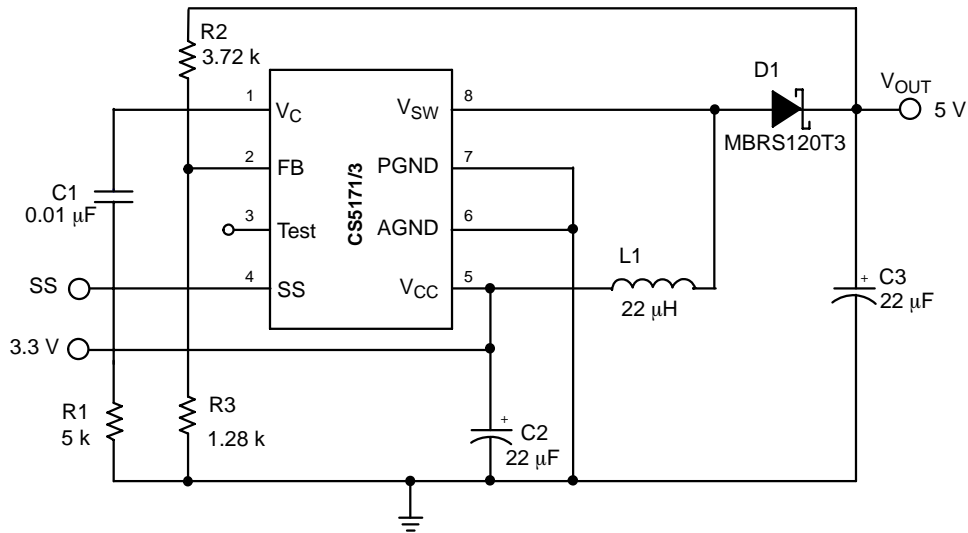 R2
3.72 k
D1
V_OUT
5 V
MBRS120T3
1
V_C
V_SW
8
2
FB
PGND
7
CS5171/3
C1
0.01 μF
3
Test
AGND
6
L1
22 μH
SS
4
SS
V_CC
5
C3
+
22 μF
3.3 V
R1
5 k
R3
1.28 k
+
C2
22 μF